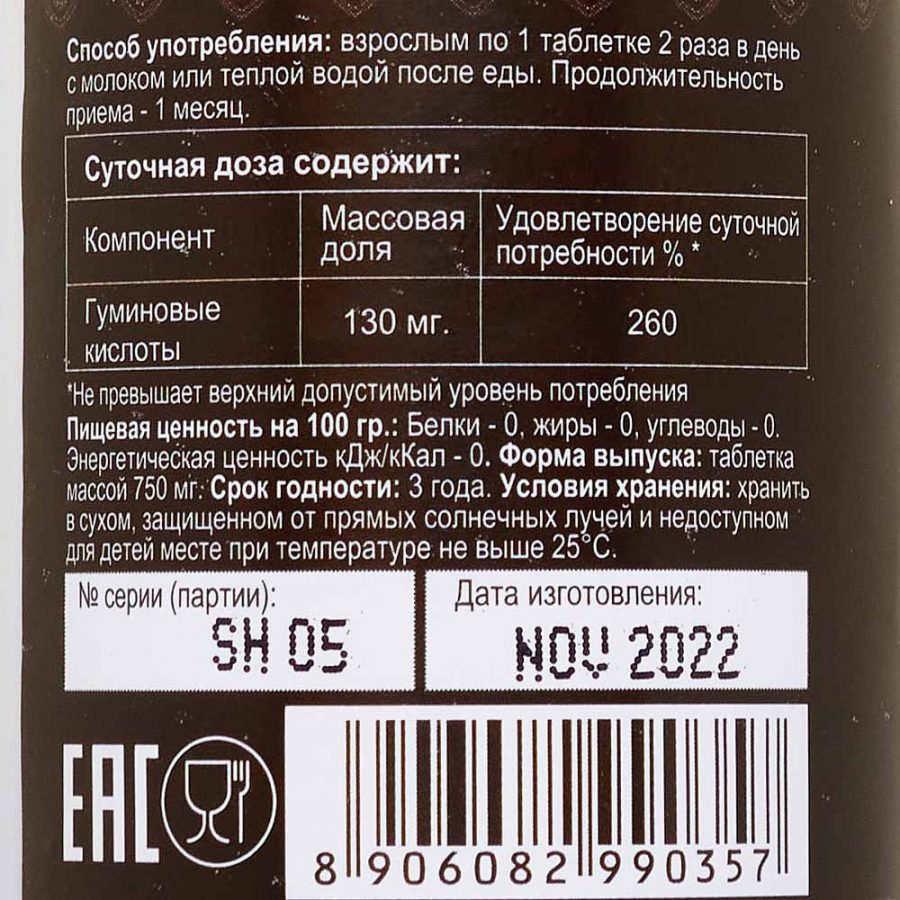 Способ употребления: взрослым по 1 таблетке 2 раза в день
с молоком или теплой водой после еды. Продолжительность
приема - 1 месяц.
Суточная доза содержит:
Компонент
Массовая
доля
Удовлетворение суточной
потребности % *
Гуминовые
кислоты
130 мг.
260
*Не превышает верхний допустимый уровень потребления
Пищевая ценность на 100 гр.: Белки - 0, жиры - 0, углеводы - 0.
Энергетическая ценность кДж/кКал - 0. Форма выпуска: таблетка
массой 750 мг. Срок годности: 3 года. Условия хранения: хранить
в сухом, защищенном от прямых солнечных лучей и недоступном
для детей месте при температуре не выше 25°C.
№ серии (партии):
SH 05
Дата изготовления:
NOV 2022
EAC
8 906082 990357